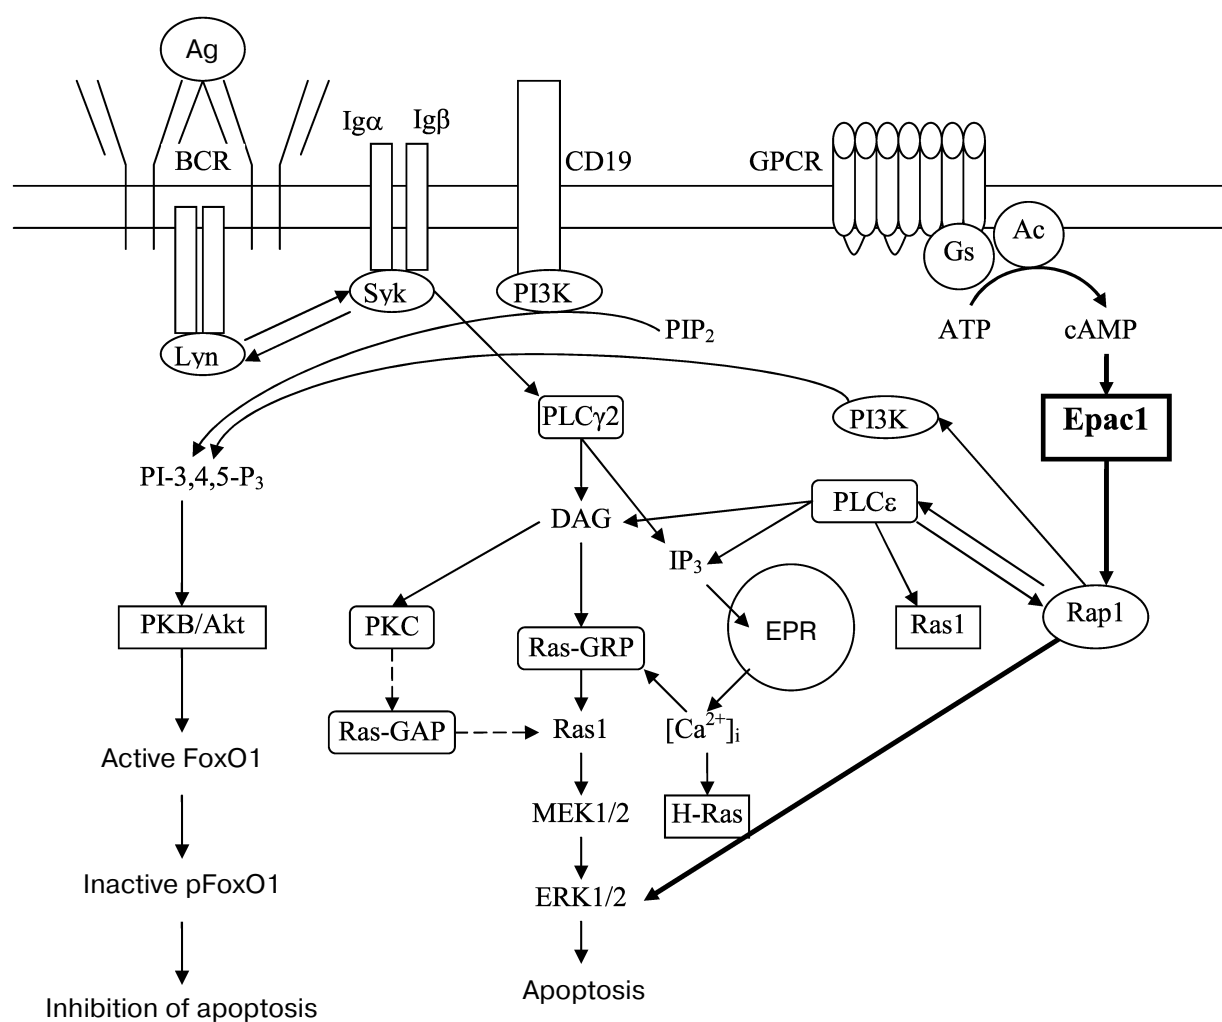 Ag
Igα
Igβ
BCR
CD19
GPCR
Gs
Ac
Syk
PI3K
Lyn
PIP₂
ATP
cAMP
PLCγ2
PI3K
Epac1
PI-3,4,5-P₃
PLCε
DAG
IP₃
PKB/Akt
PKC
Ras-GRP
EPR
Ras1
Rap1
Ras-GAP
Ras1
[Ca²⁺]ᵢ
Active FoxO1
MEK1/2
H-Ras
Inactive pFoxO1
ERK1/2
Apoptosis
Inhibition of apoptosis